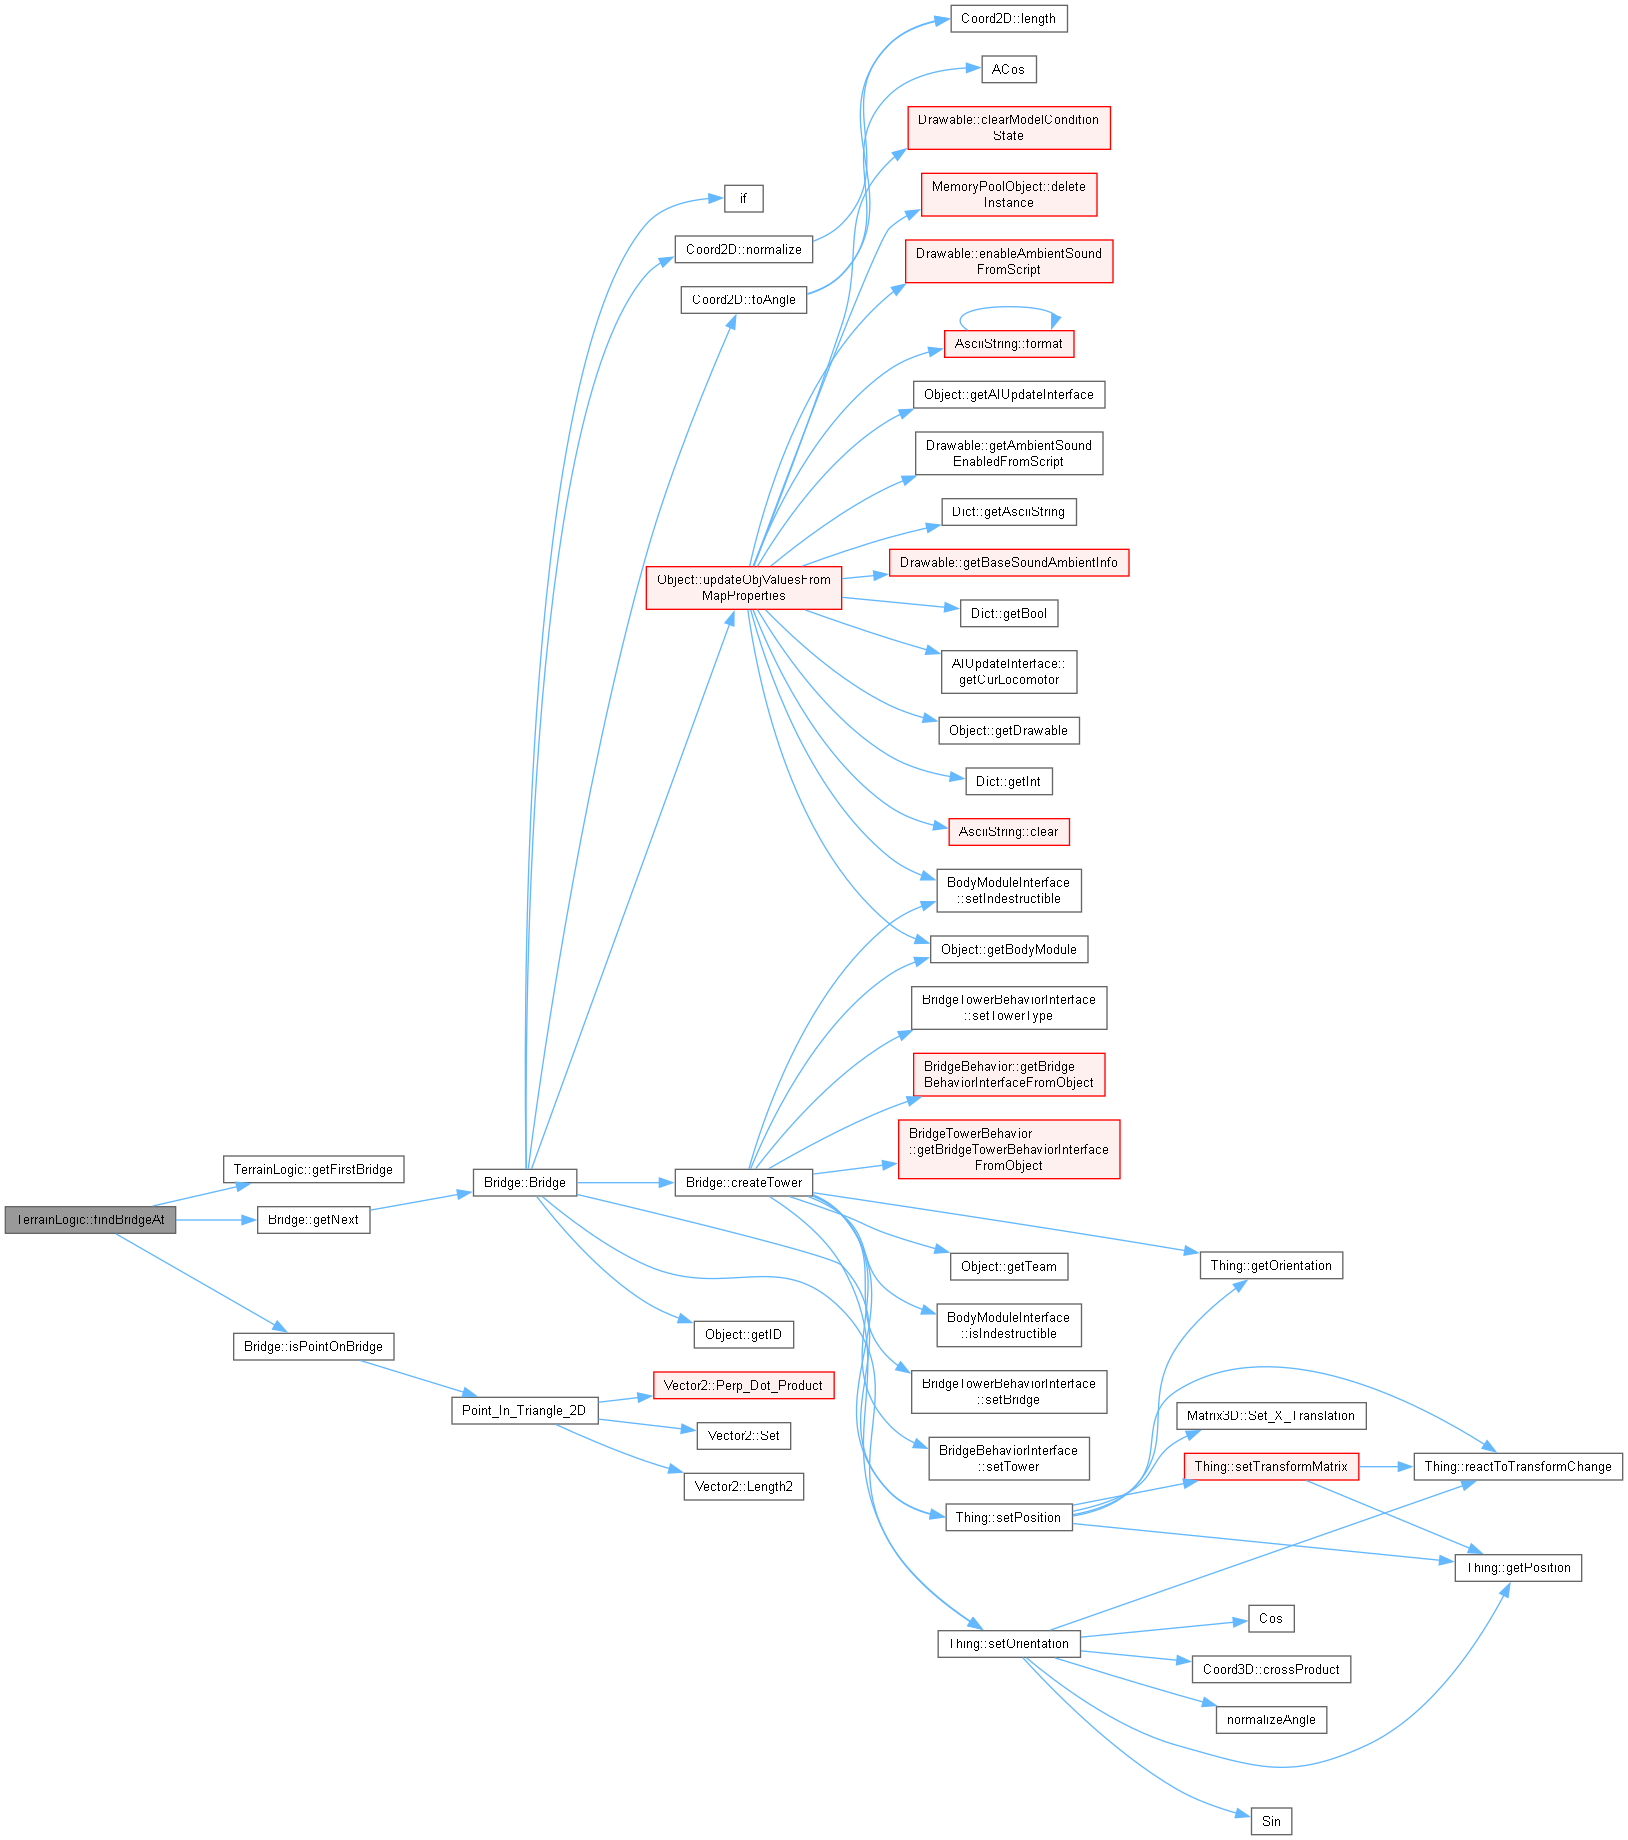 Coord2D::length
ACos
Drawable::clearModelCondition
State
MemoryPoolObject::delete
Instance
if
Coord2D::normalize
Drawable::enableAmbientSound
FromScript
Coord2D::toAngle
AsciiString::format
Object::getAIUpdateInterface
Drawable::getAmbientSound
EnabledFromScript
Dict::getAsciiString
Drawable::getBaseSoundAmbientInfo
Object::updateObjValuesFrom
MapProperties
Dict::getBool
AIUpdateInterface::
getCurLocomotor
Object::getDrawable
Dict::getInt
AsciiString::clear
BodyModuleInterface
::setIndestructible
Object::getBodyModule
BridgeTowerBehaviorInterface
::setTowerType
BridgeBehavior::getBridge
BehaviorInterfaceFromObject
BridgeTowerBehavior
::getBridgeTowerBehaviorInterface
FromObject
TerrainLogic::getFirstBridge
Bridge::Bridge
Bridge::createTower
TerrainLogic::findBridgeAt
Bridge::getNext
Object::getTeam
Thing::getOrientation
BodyModuleInterface
::isIndestructible
Object::getID
Bridge::isPointOnBridge
Vector2::Perp_Dot_Product
BridgeTowerBehaviorInterface
::setBridge
Point_In_Triangle_2D
Matrix3D::Set_X_Translation
Vector2::Set
BridgeBehaviorInterface
::setTower
Thing::setTransformMatrix
Thing::reactToTransformChange
Vector2::Length2
Thing::setPosition
Thing::getPosition
Cos
Thing::setOrientation
Coord3D::crossProduct
normalizeAngle
Sin